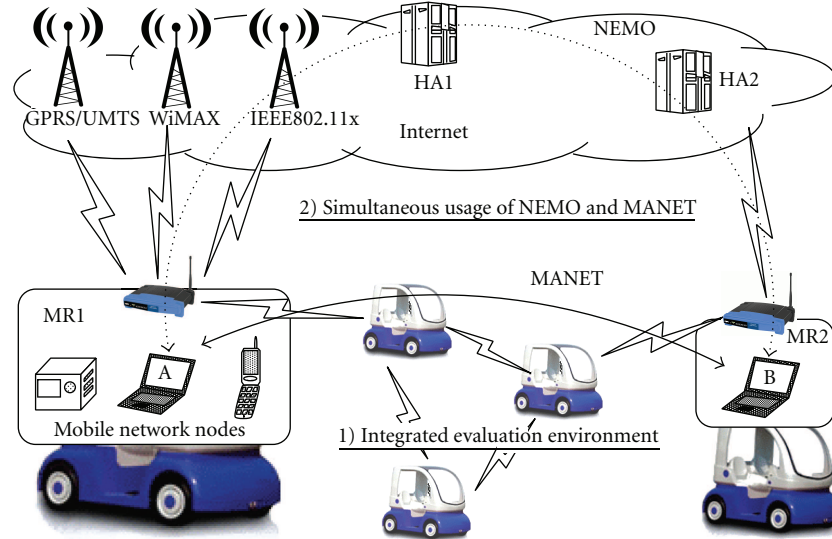 NEMO
HA1
HA2
GPRS/UMTS
WiMAX
IEEE802.11x
Internet
2) Simultaneous usage of NEMO and MANET
MANET
MR1
MR2
A
B
Mobile network nodes
1) Integrated evaluation environment